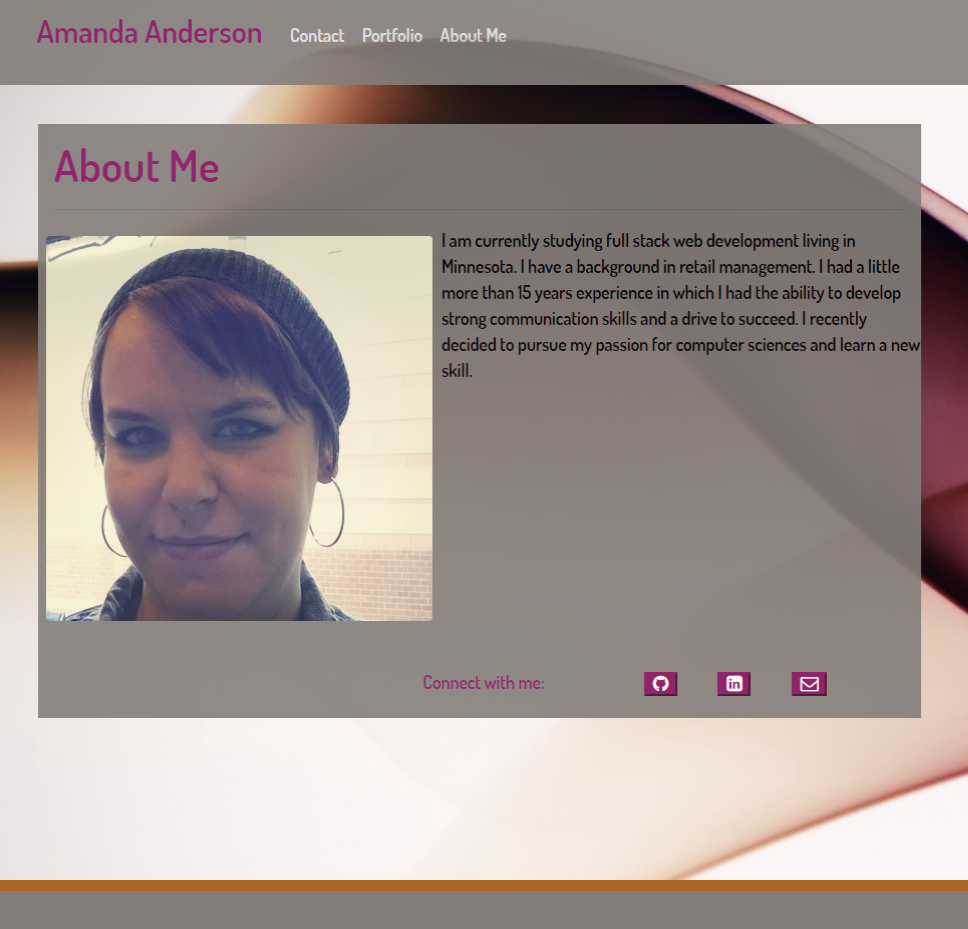 Amanda Anderson Contact Portfolio About Me
About Me
I am currently studying full stack web development living in
Minnesota. I have a background in retail management. I had a little
more than 15 years experience in which I had the ability to develop
strong communication skills and a drive to succeed. I recently
decided to pursue my passion for computer sciences and learn a new
skill.
Connect with me: